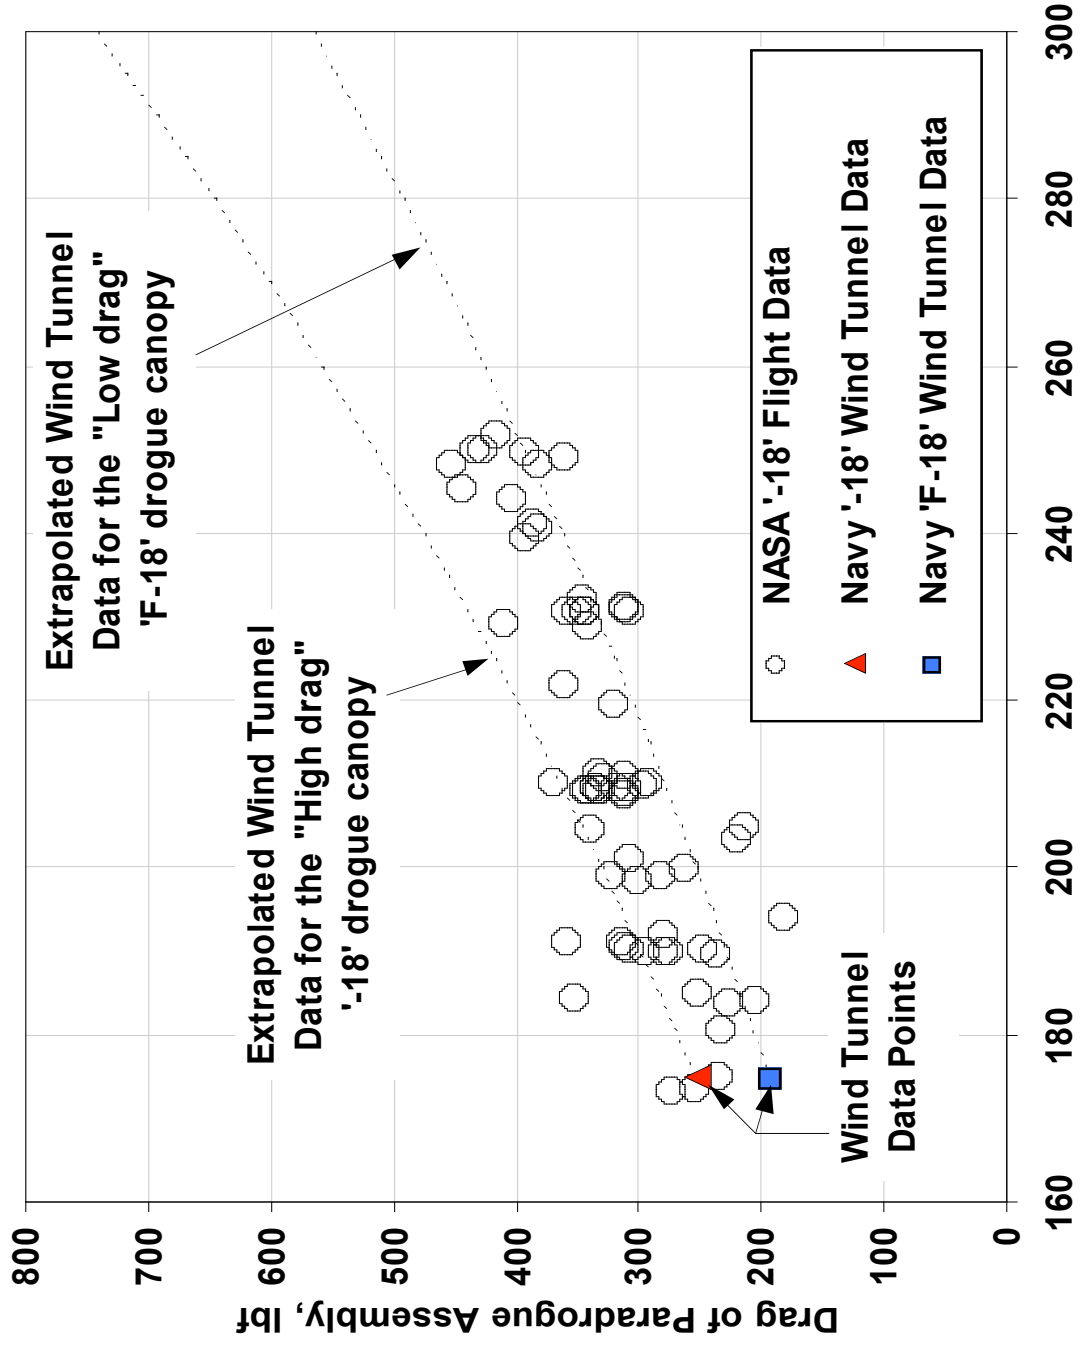 Drag of Paradrogue Assembly, lbf
800
700
600
500
400
300
200
100
0
160
180
200
220
240
260
280
300
Extrapolated Wind Tunnel
Data for the "Low drag"
'F-18' drogue canopy
Extrapolated Wind Tunnel
Data for the "High drag"
'-18' drogue canopy
Wind Tunnel
Data Points
NASA '-18' Flight Data
Navy '-18' Wind Tunnel Data
Navy 'F-18' Wind Tunnel Data